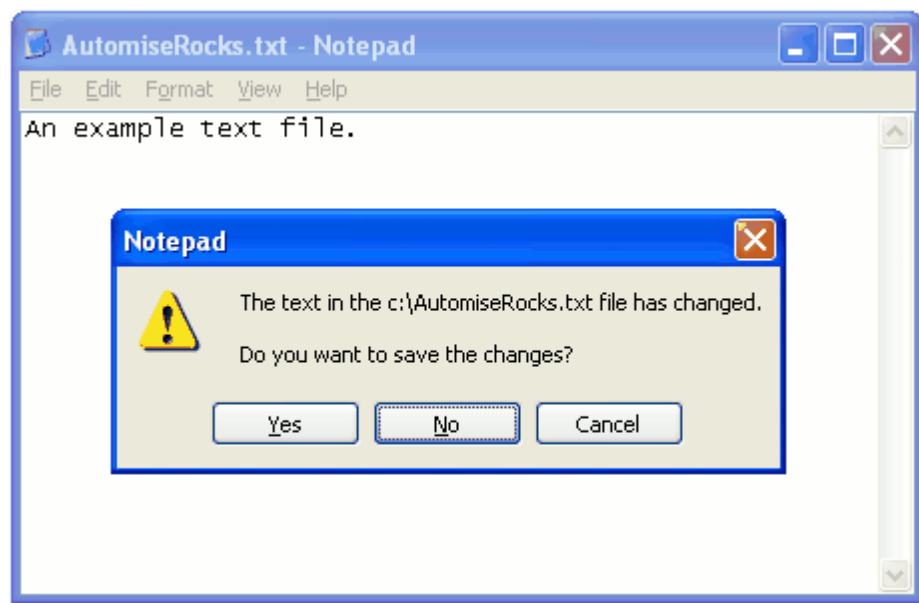 AutomiseRocks.txt - Notepad
File Edit Format View Help
An example text file.
Notepad
The text in the c:\AutomiseRocks.txt file has changed.
Do you want to save the changes?
Yes No Cancel